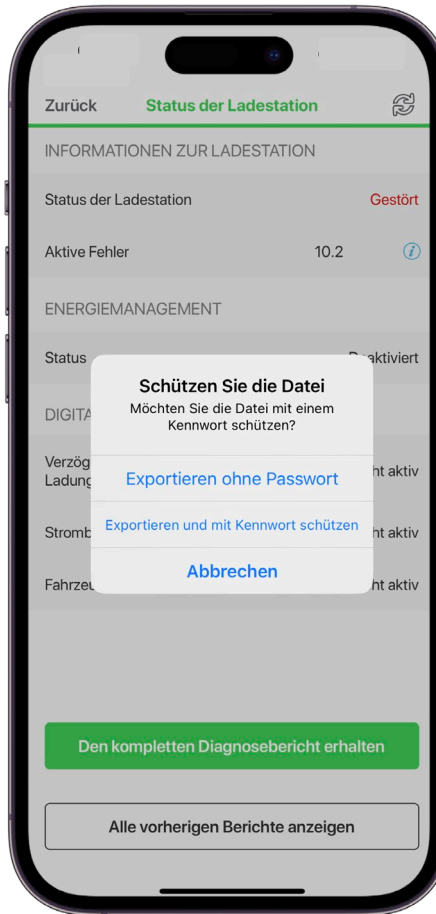 Zurück
Status der Ladestation
INFORMATIONEN ZUR LADESTATION
Status der Ladestation Gestört
Aktive Fehler 10.2 i
ENERGIEMANAGEMENT
Status
Schützen Sie die Datei
Möchten Sie die Datei mit einem
Kennwort schützen?
Exportieren ohne Passwort
Exportieren und mit Kennwort schützen
Abbrechen
Den kompletten Diagnosebericht erhalten
Alle vorherigen Berichte anzeigen